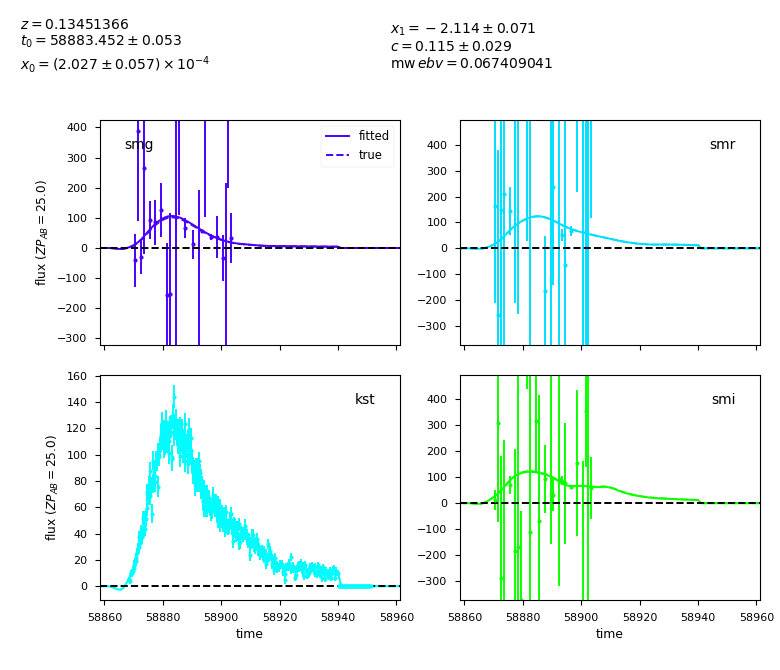 z = 0.13451366
t₀ = 58883.452 ± 0.053
x₀ = (2.027 ± 0.057) × 10⁻⁴
x₁ = −2.114 ± 0.071
c = 0.115 ± 0.029
mw ebv = 0.067409041
smg
fitted
true
flux (ZP_AB = 25.0)
400
300
200
100
0
−100
−200
−300
smr
400
300
200
100
0
−100
−200
−300
kst
flux (ZP_AB = 25.0)
160
140
120
100
80
60
40
20
0
58860 58880 58900 58920 58940 58960
time
smi
400
300
200
100
0
−100
−200
−300
58860 58880 58900 58920 58940 58960
time